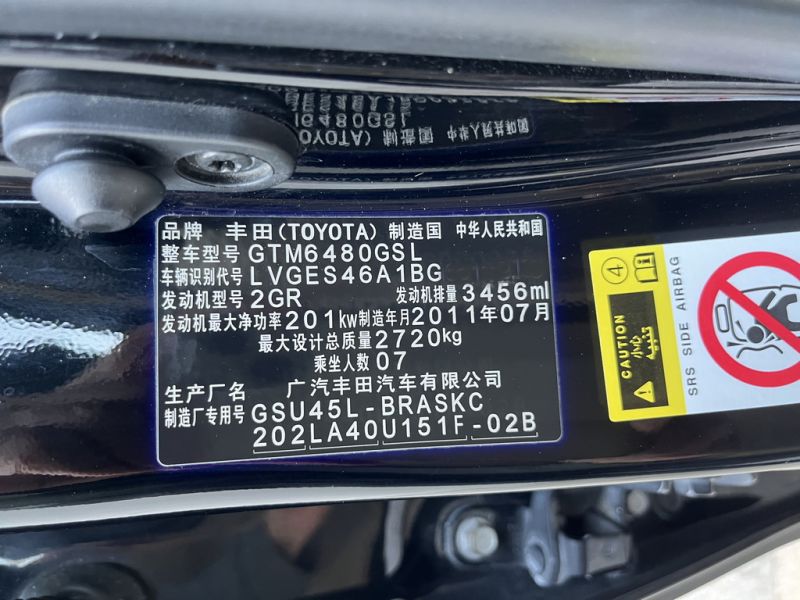 品牌 丰田(TOYOTA) 制造国 中华人民共和国
整车型号 GTM6480GSL
车辆识别代号 LVGES46A1BG
发动机型号 2GR 发动机排量 3456ml
发动机最大净功率 201kw 制造年月 2011年07月
最大设计总质量 2720kg
乘坐人数 07
生产厂名 广汽丰田汽车有限公司
制造厂专用号 GSU45L-BRASKC
202LA40U151F-02B
4
CAUTION
小心
تنبيه
SRS SIDE AIRBAG